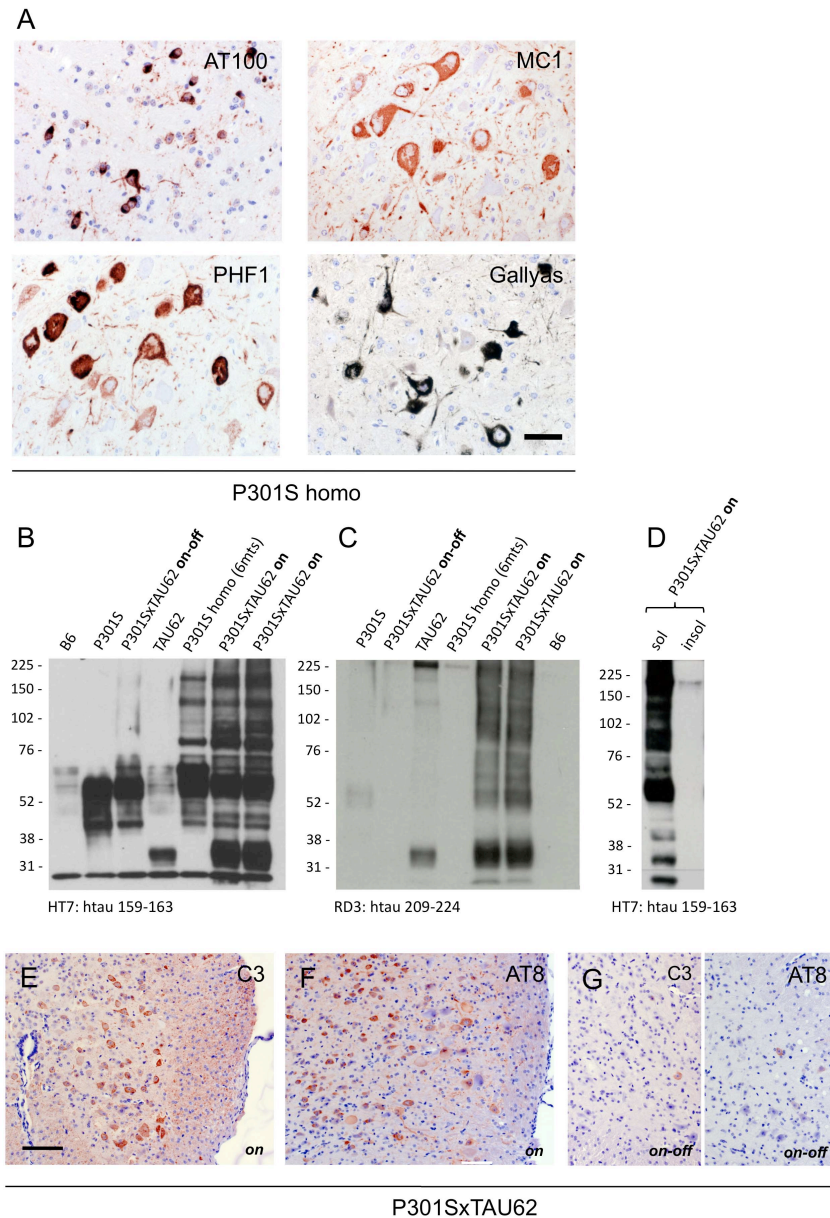 A
AT100
MC1
PHF1
Gallyas
P301S homo
B
B6
P301S
P301SxTAU62 on-off
TAU62
P301S homo (6mts)
P301SxTAU62 on
P301SxTAU62 on
225 -
150 -
102 -
76 -
52 -
38 -
31 -
HT7: htau 159-163
C
P301S
P301SxTAU62 on-off
TAU62
P301S homo (6mts)
P301SxTAU62 on
P301SxTAU62 on
B6
225 -
150 -
102 -
76 -
52 -
38 -
31 -
RD3: htau 209-224
D
P301SxTAU62 on
sol
insol
225 -
150 -
102 -
76 -
52 -
38 -
31 -
HT7: htau 159-163
E
C3
on
F
AT8
on
G
C3
on-off
AT8
on-off
P301SxTAU62